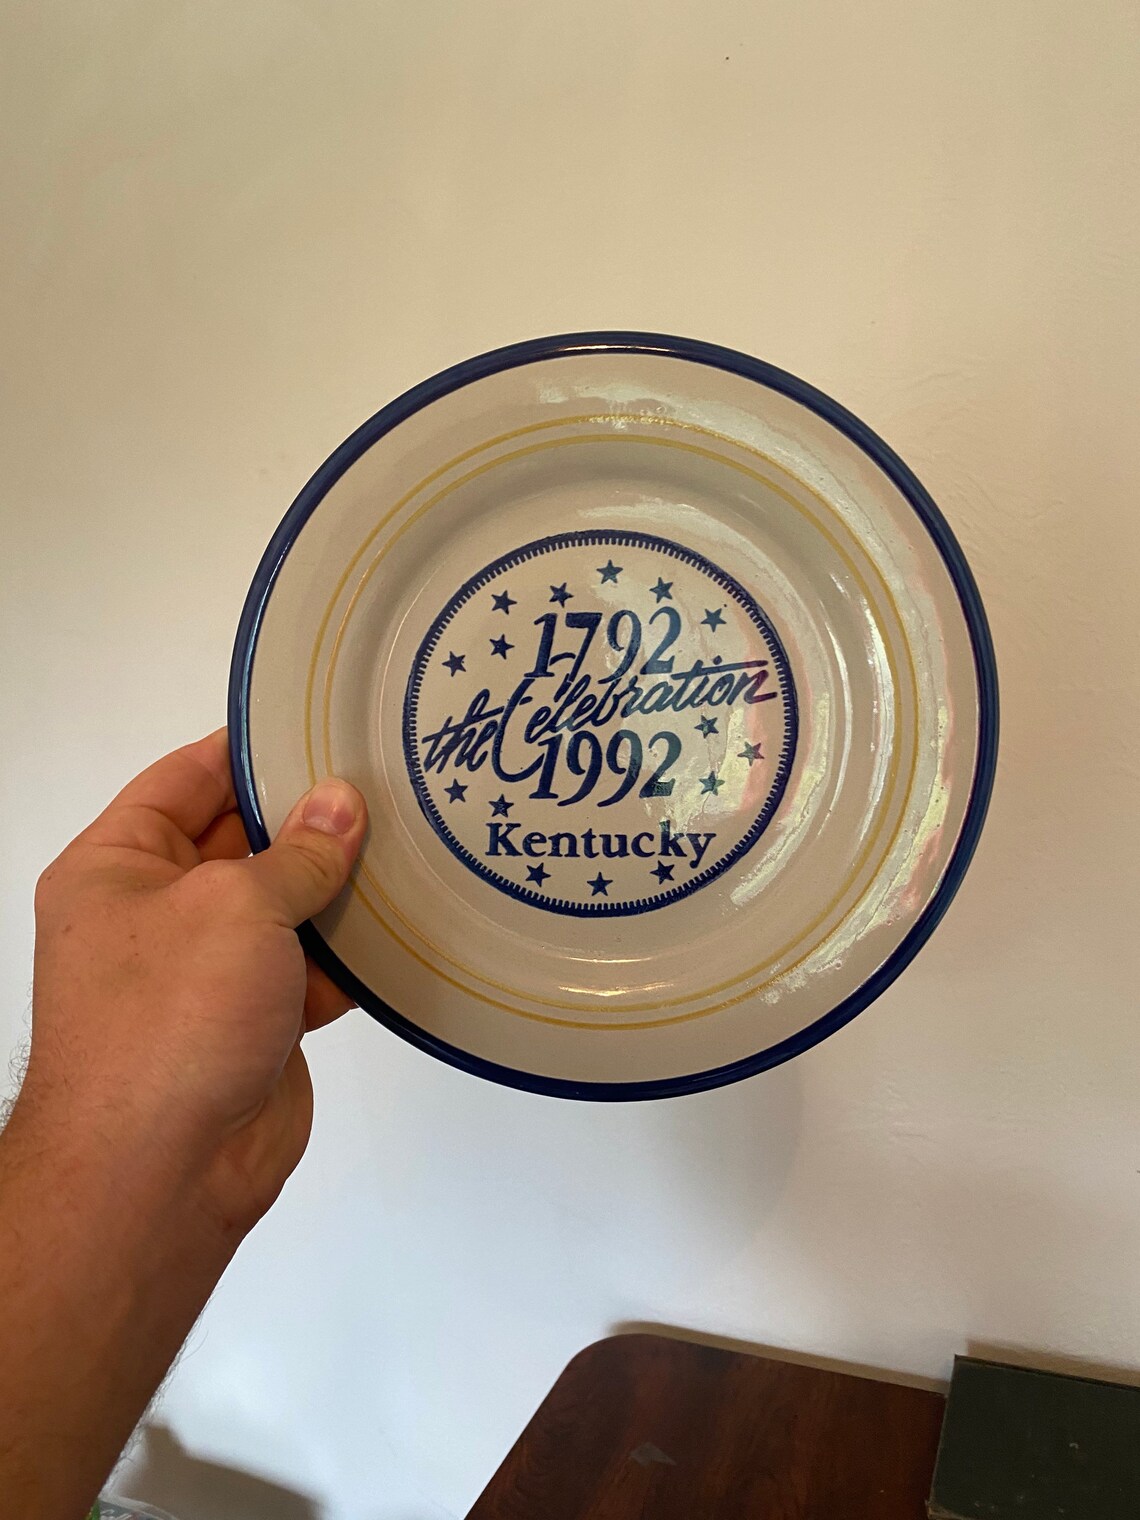 1792
the Celebration
1992
Kentucky